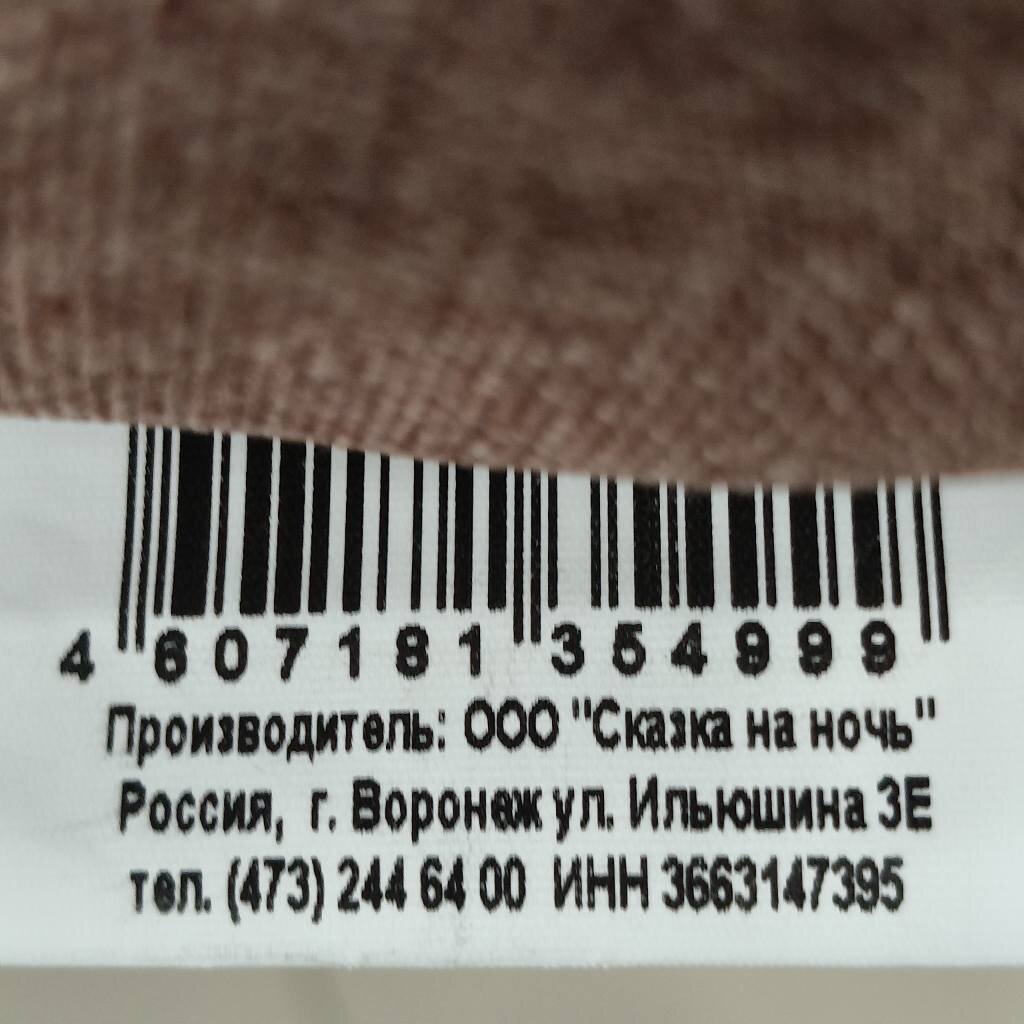 4 607181 354999
Производитель: ООО "Сказка на ночь"
Россия, г. Воронеж ул. Ильюшина 3Е
тел. (473) 244 64 00 ИНН 3663147395